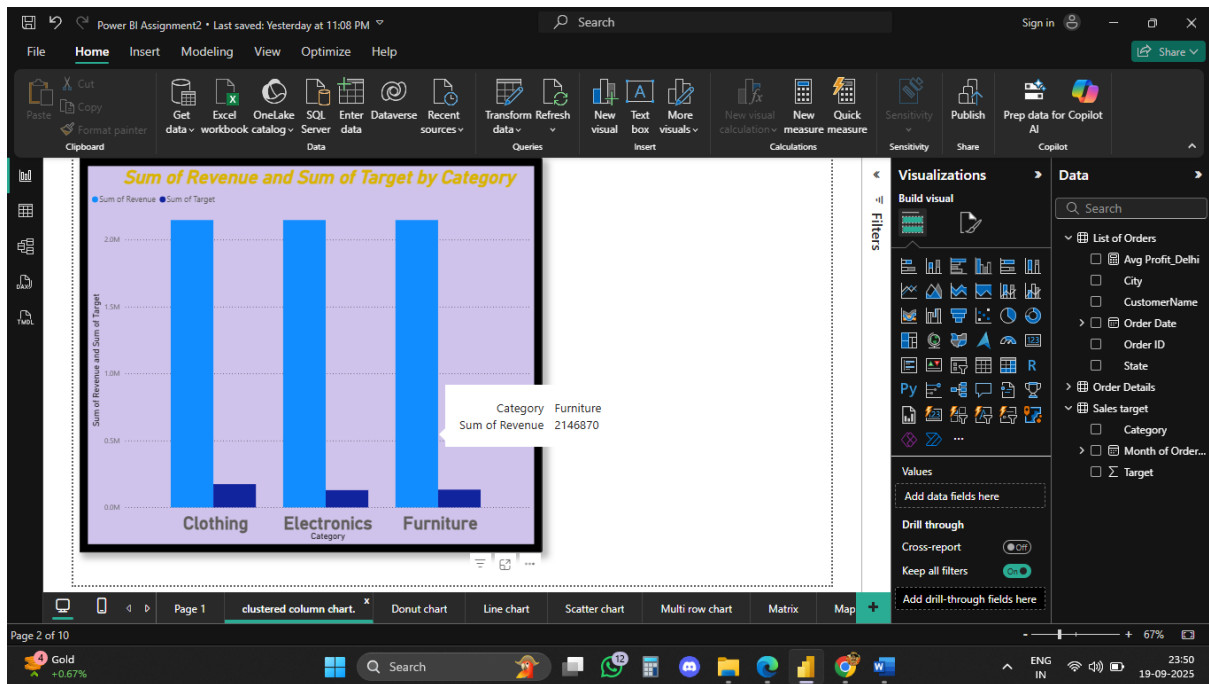 Power BI Assignment2 • Last saved: Yesterday at 11:08 PM
Search
Sign in
File Home Insert Modeling View Optimize Help
Share
Paste
Cut
Copy
Format painter
Clipboard
Get data
Excel workbook
OneLake catalog
SQL Server
Enter data
Dataverse
Recent sources
Data
Transform data
Refresh
Queries
New visual
Text box
More visuals
Insert
New visual calculation
New measure
Quick measure
Calculations
Sensitivity
Sensitivity
Publish
Share
Prep data for AI
Copilot
Copilot
Sum of Revenue and Sum of Target by Category
Sum of Revenue Sum of Target
Sum of Revenue and Sum of Target
2.0M
1.5M
1.0M
0.5M
0.0M
Clothing Electronics Furniture
Category
Category Furniture
Sum of Revenue 2146870
Filters
Visualizations
Build visual
123
R
Py
123
Values
Add data fields here
Drill through
Cross-report Off
Keep all filters On
Add drill-through fields here
Data
Search
List of Orders
Avg Profit_Delhi
City
CustomerName
Order Date
Order ID
State
Order Details
Sales target
Category
Month of Order...
Target
DAX
TMDL
Page 1 clustered column chart. x Donut chart Line chart Scatter chart Multi row chart Matrix Map +
Page 2 of 10
- + 67%
4
Gold
+0.67%
Search
12
ENG
IN
23:50
19-09-2025